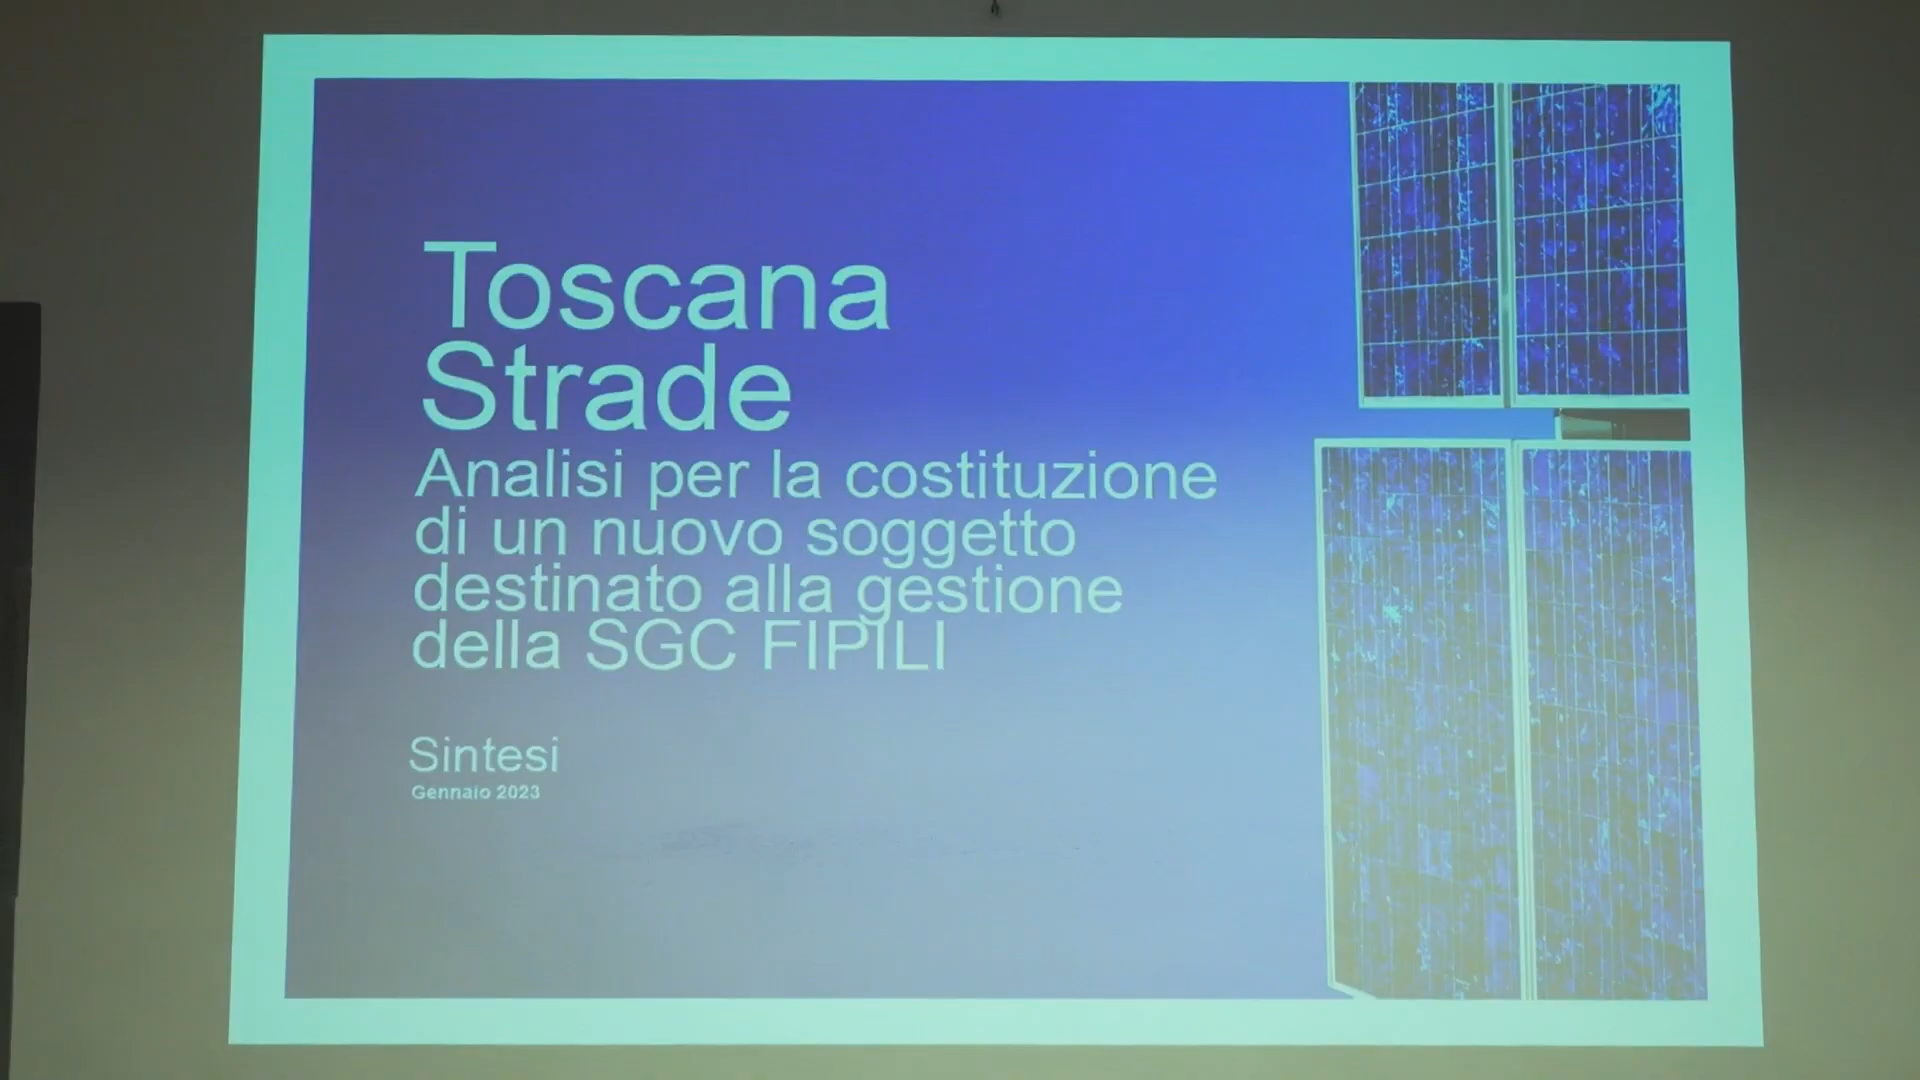 Toscana
Strade
Analisi per la costituzione
di un nuovo soggetto
destinato alla gestione
della SGC FIPILI
Sintesi
Gennaio 2023